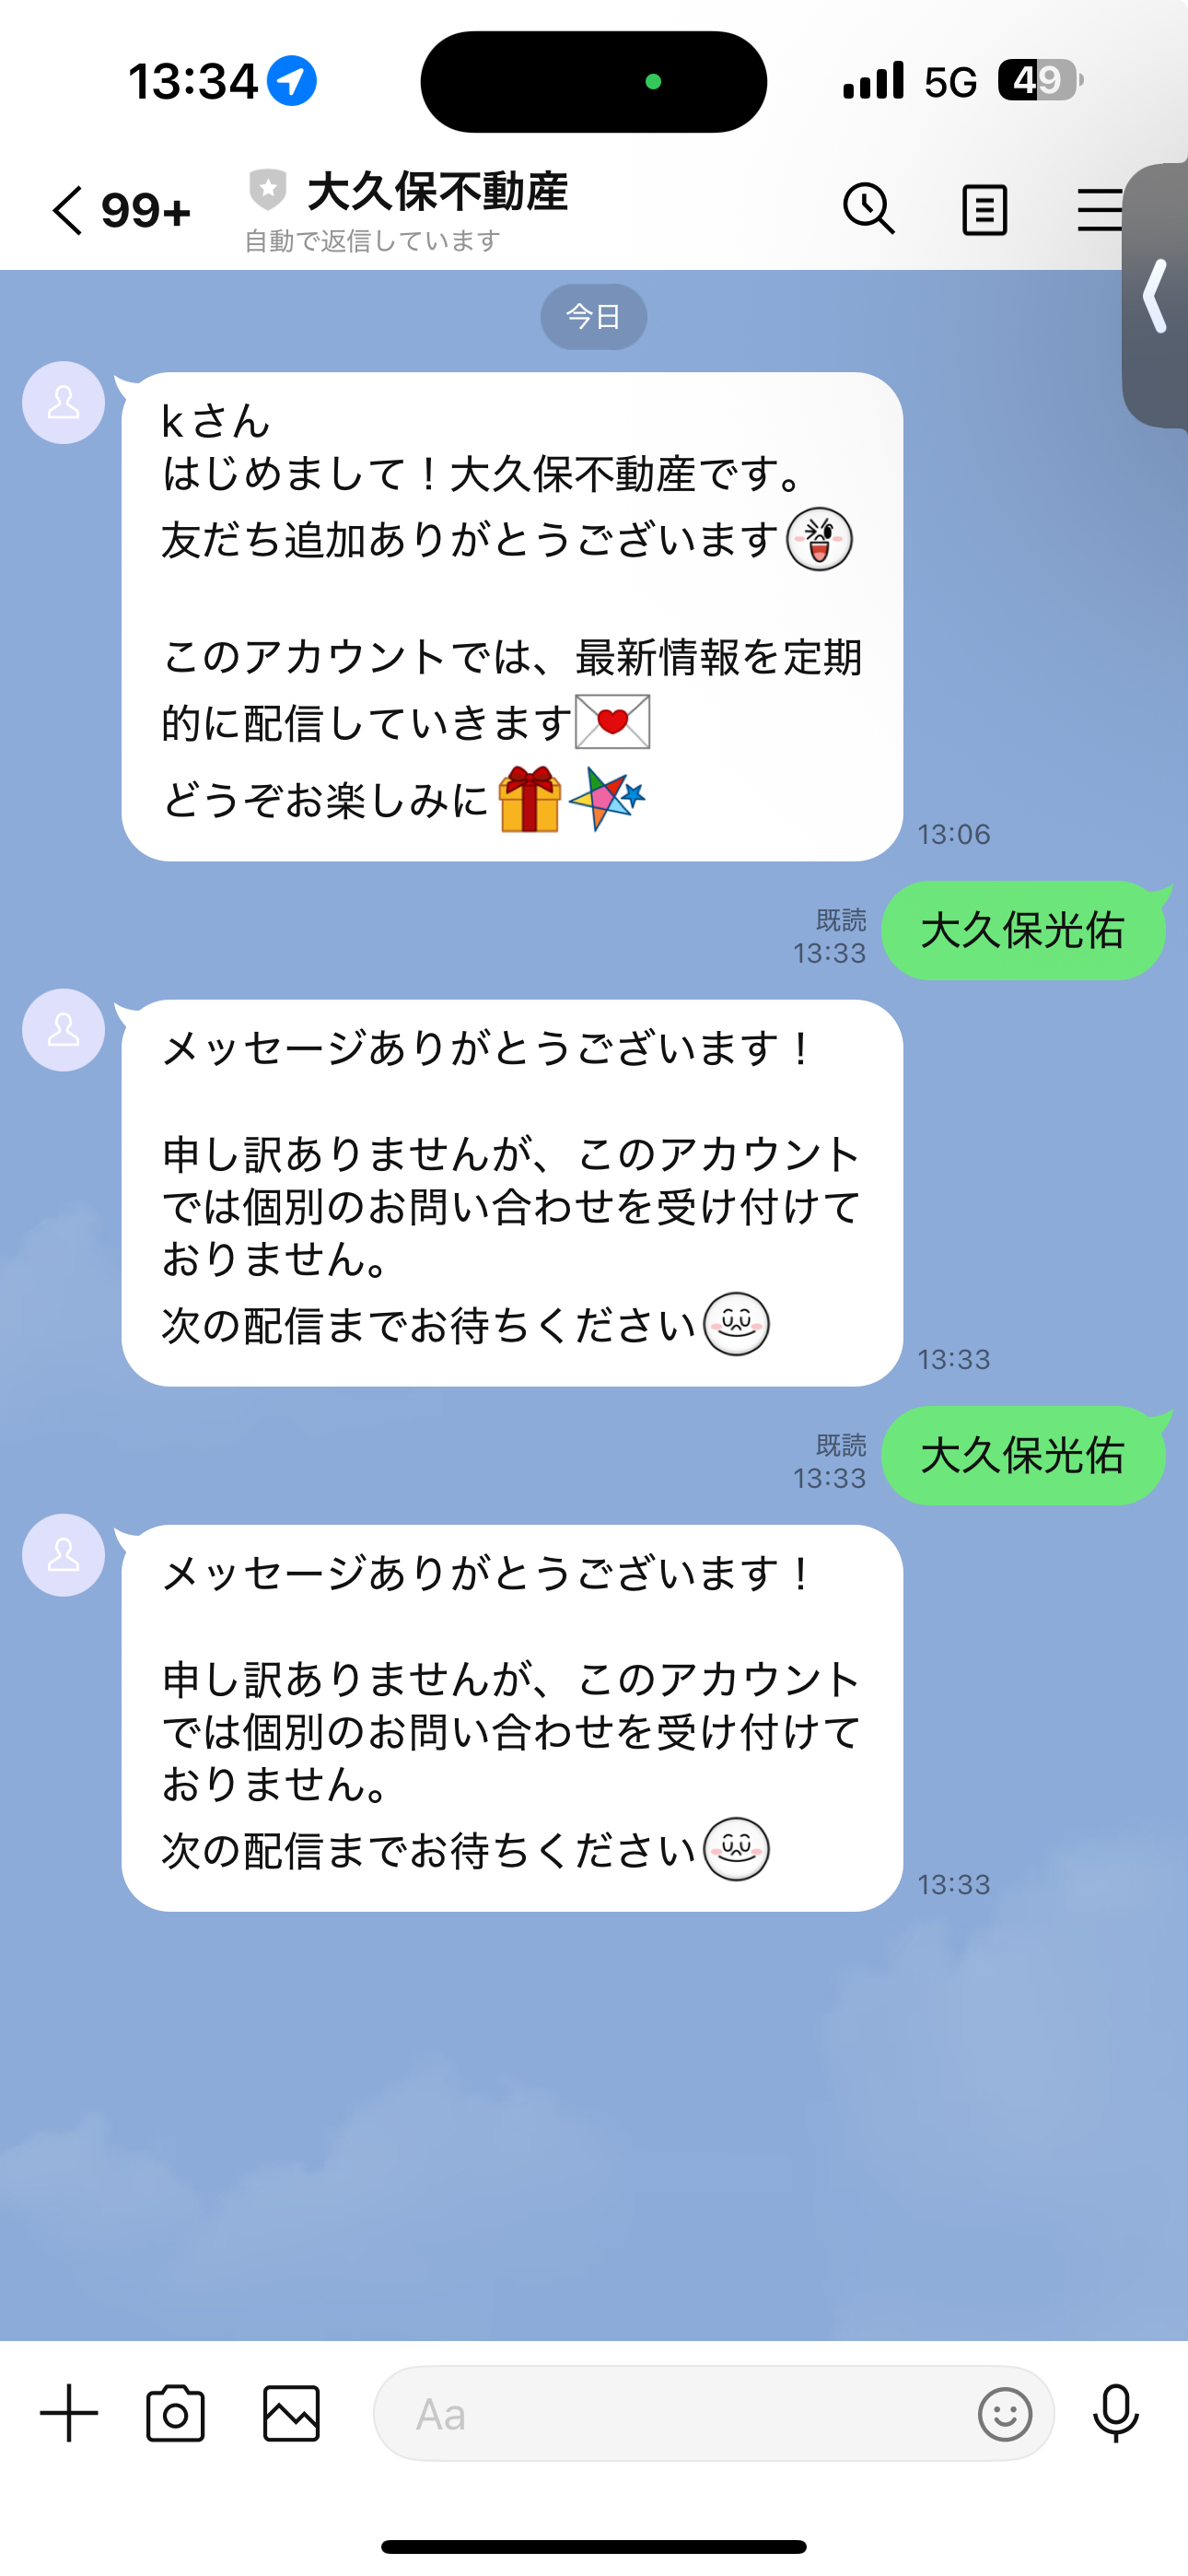 13:34
5G
49
99+
大久保不動産
自動で返信しています
今日
kさん
はじめまして！大久保不動産です。
友だち追加ありがとうございます
このアカウントでは、最新情報を定期
的に配信していきます
どうぞお楽しみに
13:06
大久保光佑
既読
13:33
メッセージありがとうございます！
申し訳ありませんが、このアカウント
では個別のお問い合わせを受け付けて
おりません。
次の配信までお待ちください
13:33
大久保光佑
既読
13:33
メッセージありがとうございます！
申し訳ありませんが、このアカウント
では個別のお問い合わせを受け付けて
おりません。
次の配信までお待ちください
13:33
Aa